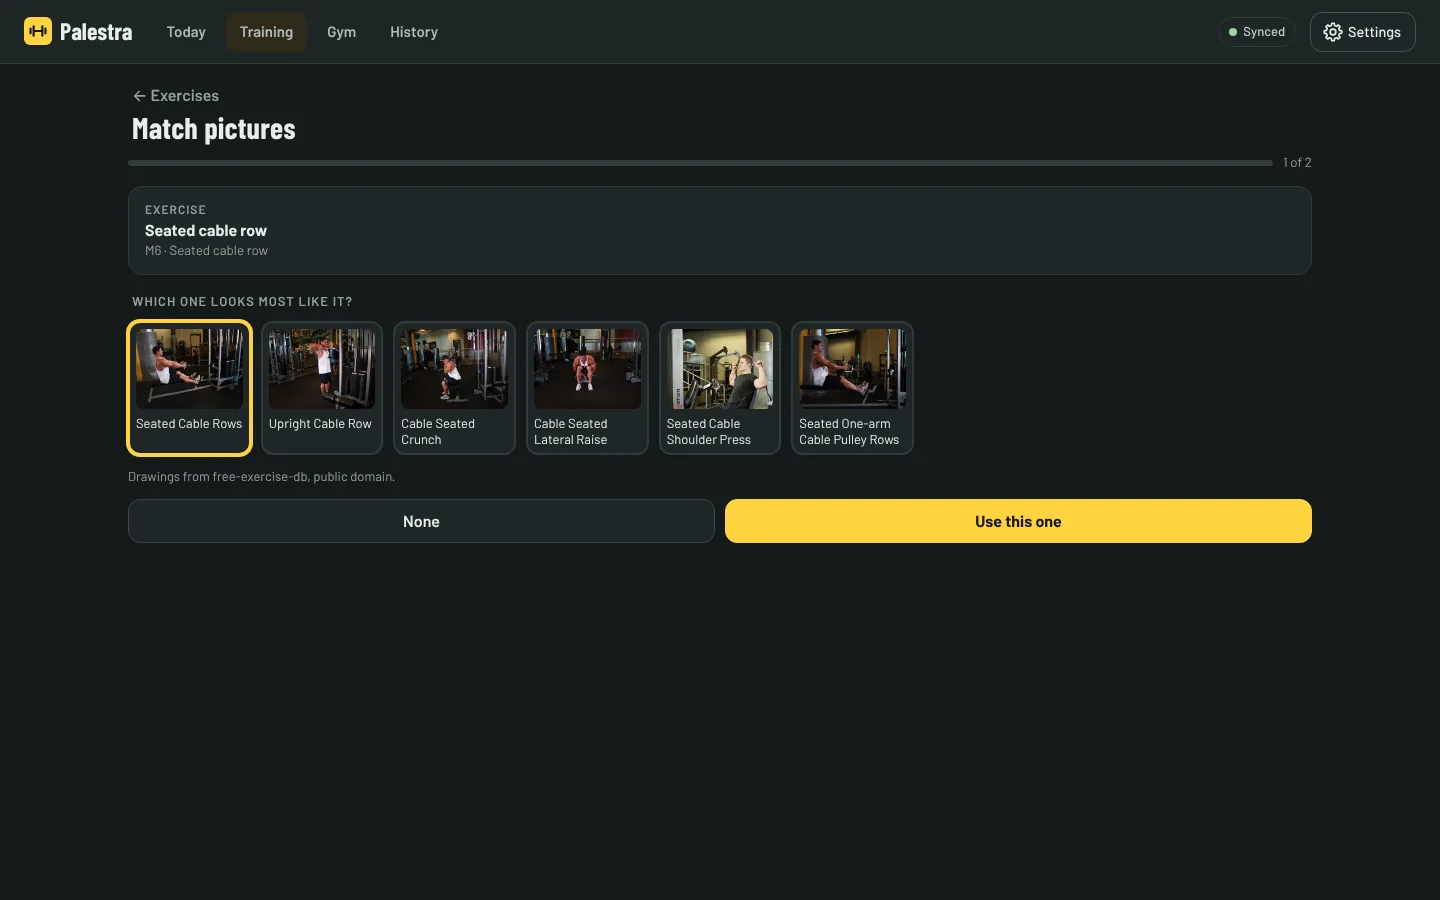 Palestra
Today
Training
Gym
History
Synced
Settings
← Exercises
Match pictures
1 of 2
EXERCISE
Seated cable row
M6 · Seated cable row
WHICH ONE LOOKS MOST LIKE IT?
Seated Cable Rows
Upright Cable Row
Cable Seated
Crunch
Cable Seated
Lateral Raise
Seated Cable
Shoulder Press
Seated One-arm
Cable Pulley Rows
Drawings from free-exercise-db, public domain.
None
Use this one